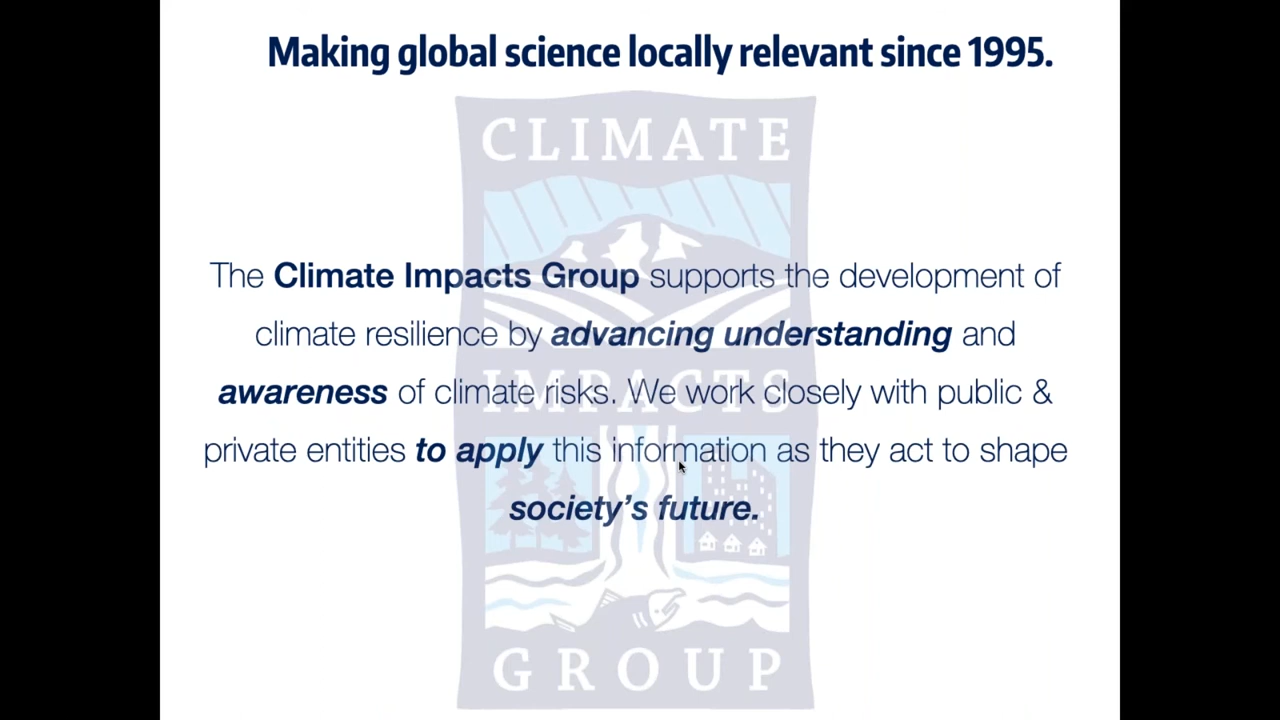 Making global science locally relevant since 1995.
CLIMATE
The Climate Impacts Group supports the development of
climate resilience by advancing understanding and
awareness of climate risks. We work closely with public &
IMPACTS
private entities to apply this information as they act to shape
society’s future.
GROUP